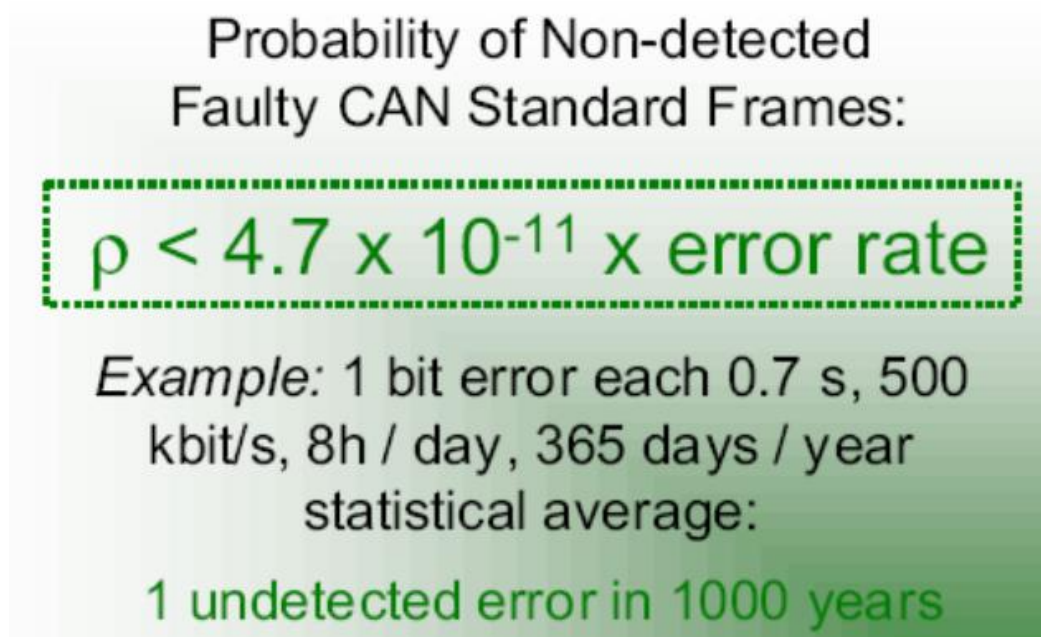 Probability of Non-detected
Faulty CAN Standard Frames:
ρ < 4.7 x 10⁻¹¹ x error rate
Example: 1 bit error each 0.7 s, 500
kbit/s, 8h / day, 365 days / year
statistical average:
1 undetected error in 1000 years